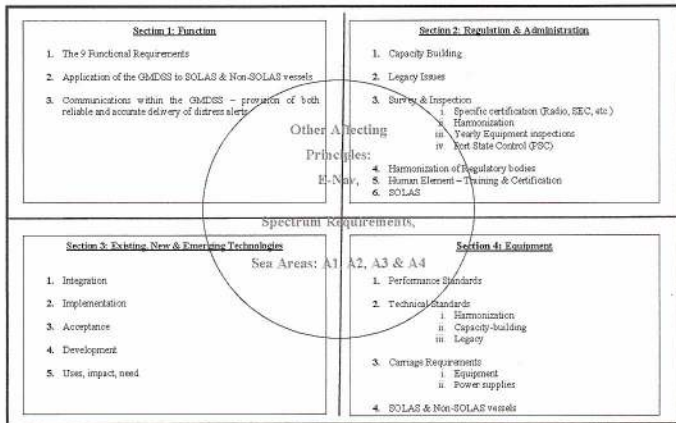 Section 1: Function
1. The 9 Functional Requirements
2. Application of the GMDSS to SOLAS & Non-SOLAS vessels
3. Communications within the GMDSS – provision of both
reliable and accurate delivery of distress alerts
Section 2: Regulation & Administration
1. Capacity Building
2. Legacy Issues
3. Survey & Inspection
i. Specific certification (Radio, SEC, etc.)
ii. Harmonization
iii. Yearly Equipment inspections
iv. Port State Control (PSC)
4. Harmonization of Regulatory bodies
5. Human Element – Training & Certification
6. SOLAS
Other Affecting
Principles:
E-Nav,
Spectrum Requirements,
Sea Areas: A1, A2, A3 & A4
Section 3: Existing, New & Emerging Technologies
1. Integration
2. Implementation
3. Acceptance
4. Development
5. Uses, impact, need
Section 4: Equipment
1. Performance Standards
2. Technical Standards
i. Harmonization
ii. Capacity-building
iii. Legacy
3. Carriage Requirements
i. Equipment
ii. Power supplies
4. SOLAS & Non-SOLAS vessels